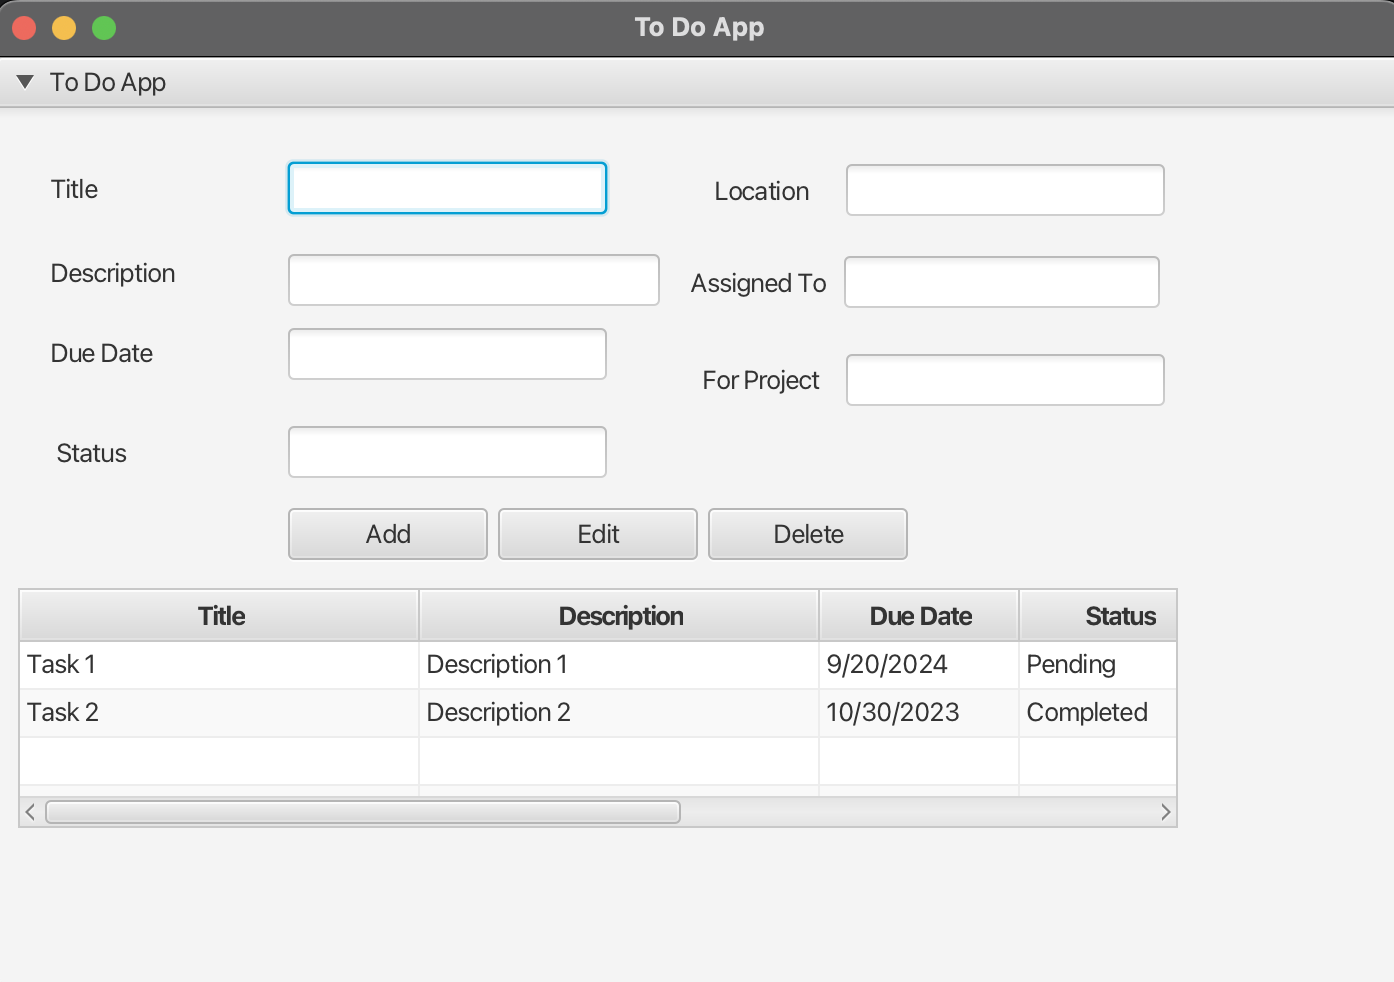 To Do App
To Do App
Title
Location
Description
Assigned To
Due Date
For Project
Status
Add Edit Delete
Title Description Due Date Status
Task 1 Description 1 9/20/2024 Pending
Task 2 Description 2 10/30/2023 Completed